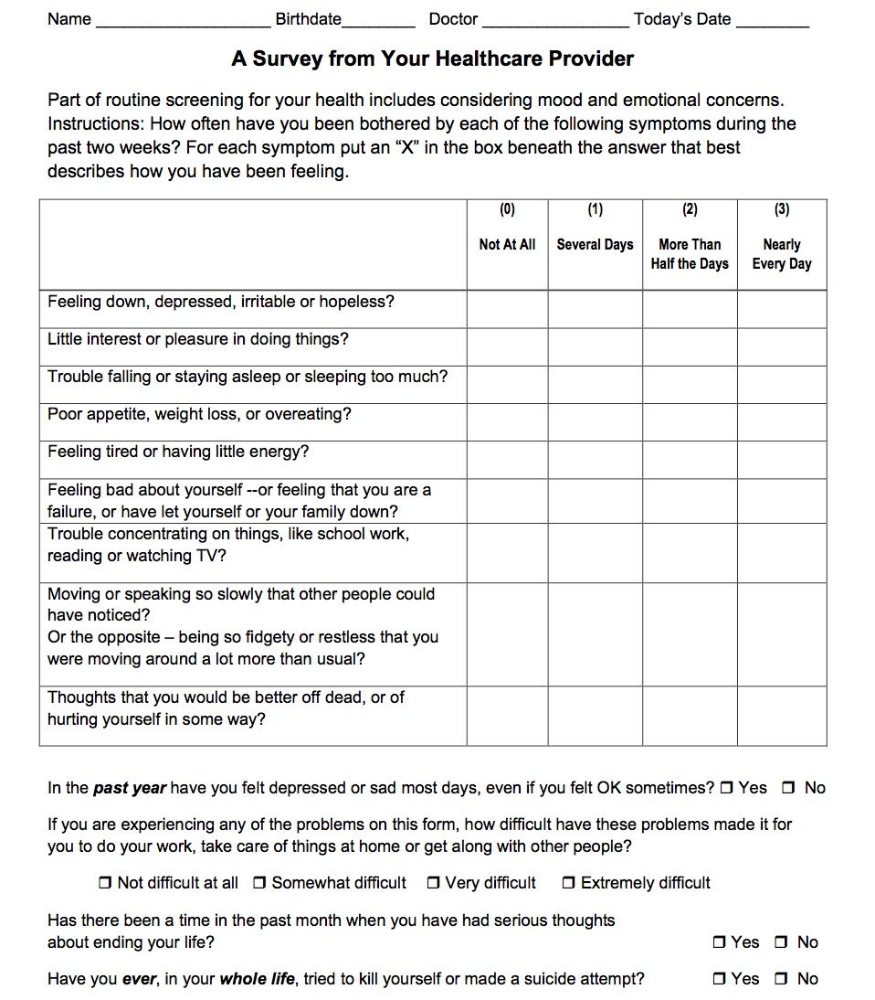 Name ___________________ Birthdate________ Doctor ________________ Today’s Date ________
A Survey from Your Healthcare Provider
Part of routine screening for your health includes considering mood and emotional concerns.
Instructions: How often have you been bothered by each of the following symptoms during the
past two weeks? For each symptom put an “X” in the box beneath the answer that best
describes how you have been feeling.
(0) (1) (2) (3)
Not At All Several Days More Than Nearly
Half the Days Every Day
Feeling down, depressed, irritable or hopeless?
Little interest or pleasure in doing things?
Trouble falling or staying asleep or sleeping too much?
Poor appetite, weight loss, or overeating?
Feeling tired or having little energy?
Feeling bad about yourself --or feeling that you are a
failure, or have let yourself or your family down?
Trouble concentrating on things, like school work,
reading or watching TV?
Moving or speaking so slowly that other people could
have noticed?
Or the opposite – being so fidgety or restless that you
were moving around a lot more than usual?
Thoughts that you would be better off dead, or of
hurting yourself in some way?
In the past year have you felt depressed or sad most days, even if you felt OK sometimes? ❒ Yes ❒ No
If you are experiencing any of the problems on this form, how difficult have these problems made it for
you to do your work, take care of things at home or get along with other people?
❒ Not difficult at all ❒ Somewhat difficult ❒ Very difficult ❒ Extremely difficult
Has there been a time in the past month when you have had serious thoughts
about ending your life? ❒ Yes ❒ No
Have you ever, in your whole life, tried to kill yourself or made a suicide attempt? ❒ Yes ❒ No